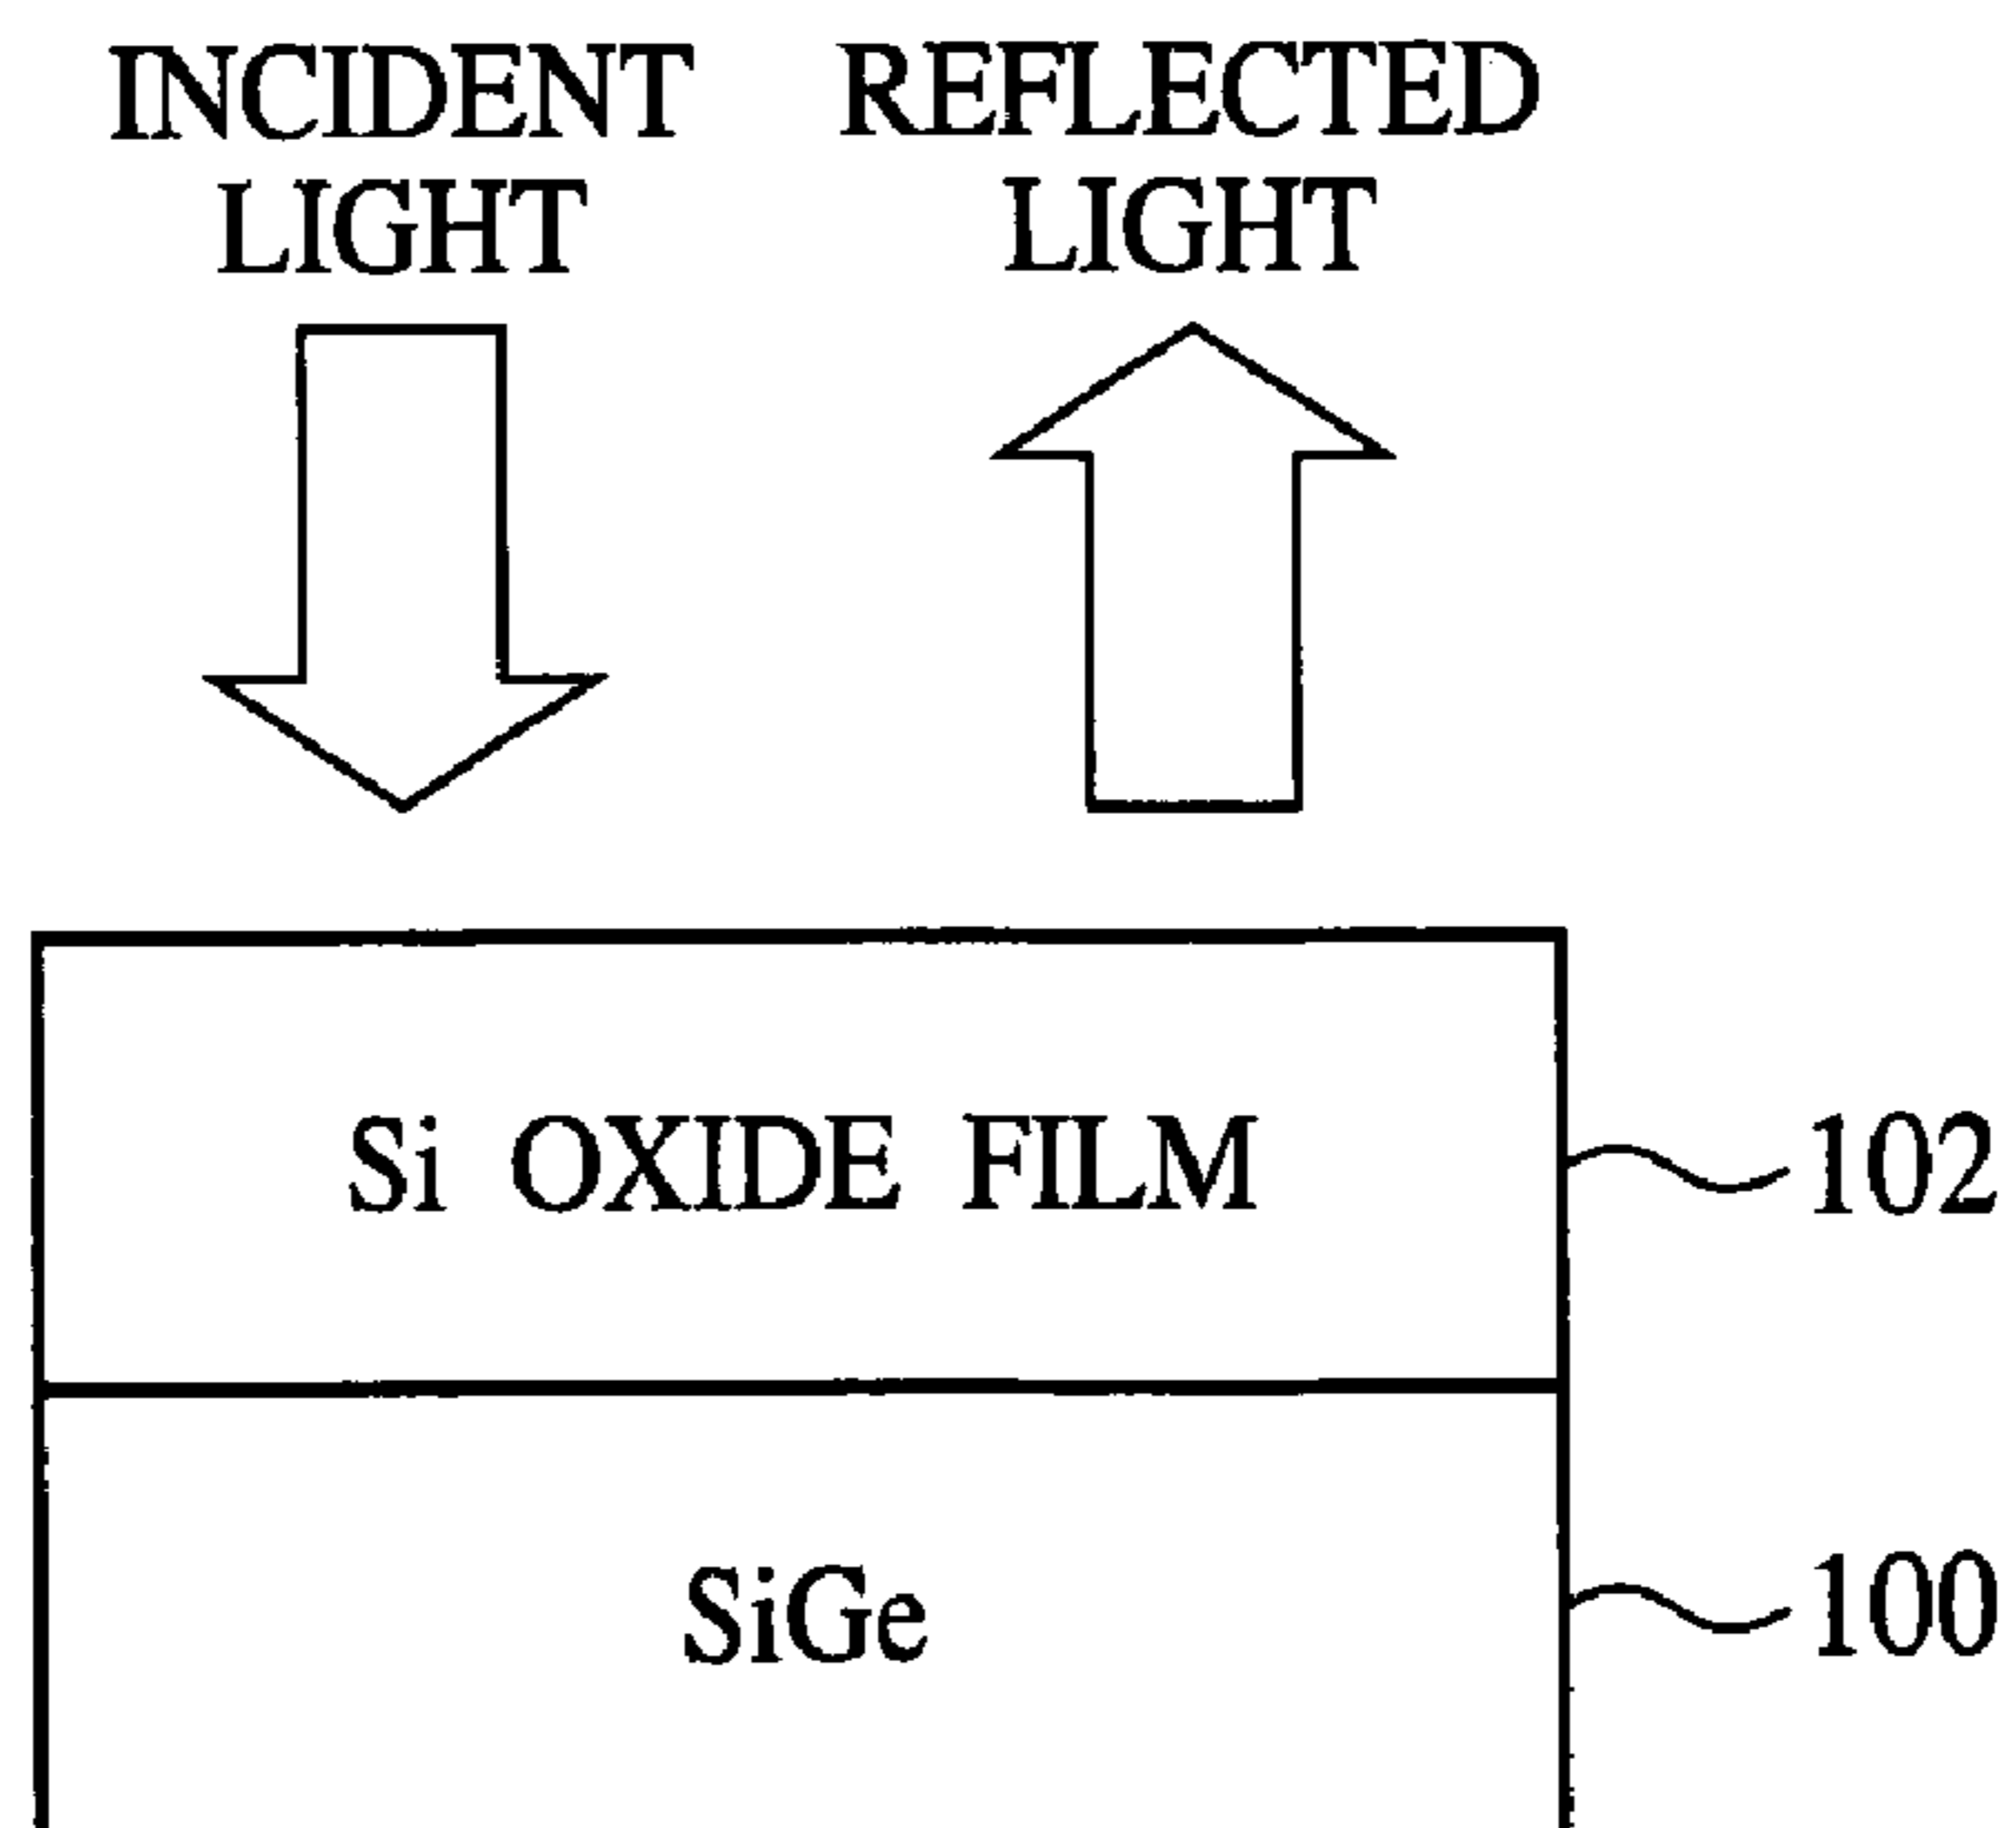 INCIDENT
LIGHT
REFLECTED
LIGHT
Si OXIDE FILM
102
SiGe
100